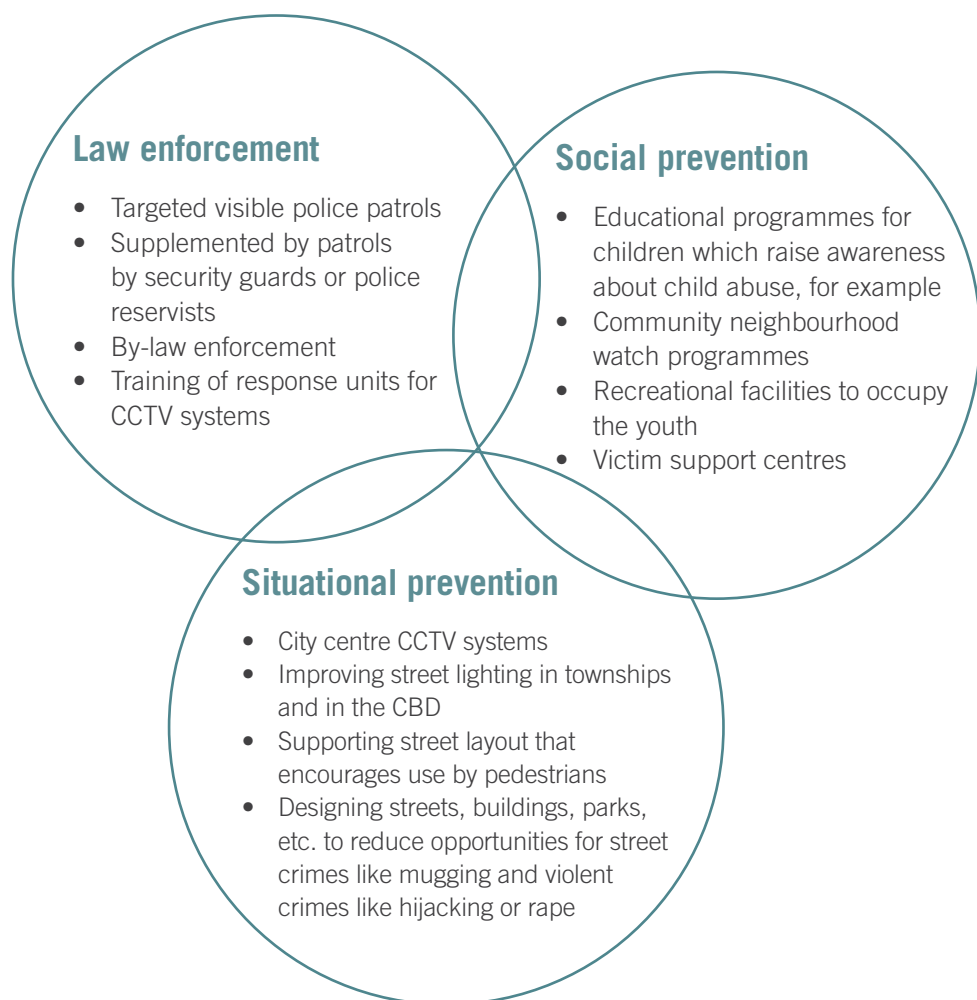 Law enforcement
• Targeted visible police patrols
• Supplemented by patrols
by security guards or police
reservists
• By-law enforcement
• Training of response units for
CCTV systems
Social prevention
• Educational programmes for
children which raise awareness
about child abuse, for example
• Community neighbourhood
watch programmes
• Recreational facilities to occupy
the youth
• Victim support centres
Situational prevention
• City centre CCTV systems
• Improving street lighting in townships
and in the CBD
• Supporting street layout that
encourages use by pedestrians
• Designing streets, buildings, parks,
etc. to reduce opportunities for street
crimes like mugging and violent
crimes like hijacking or rape